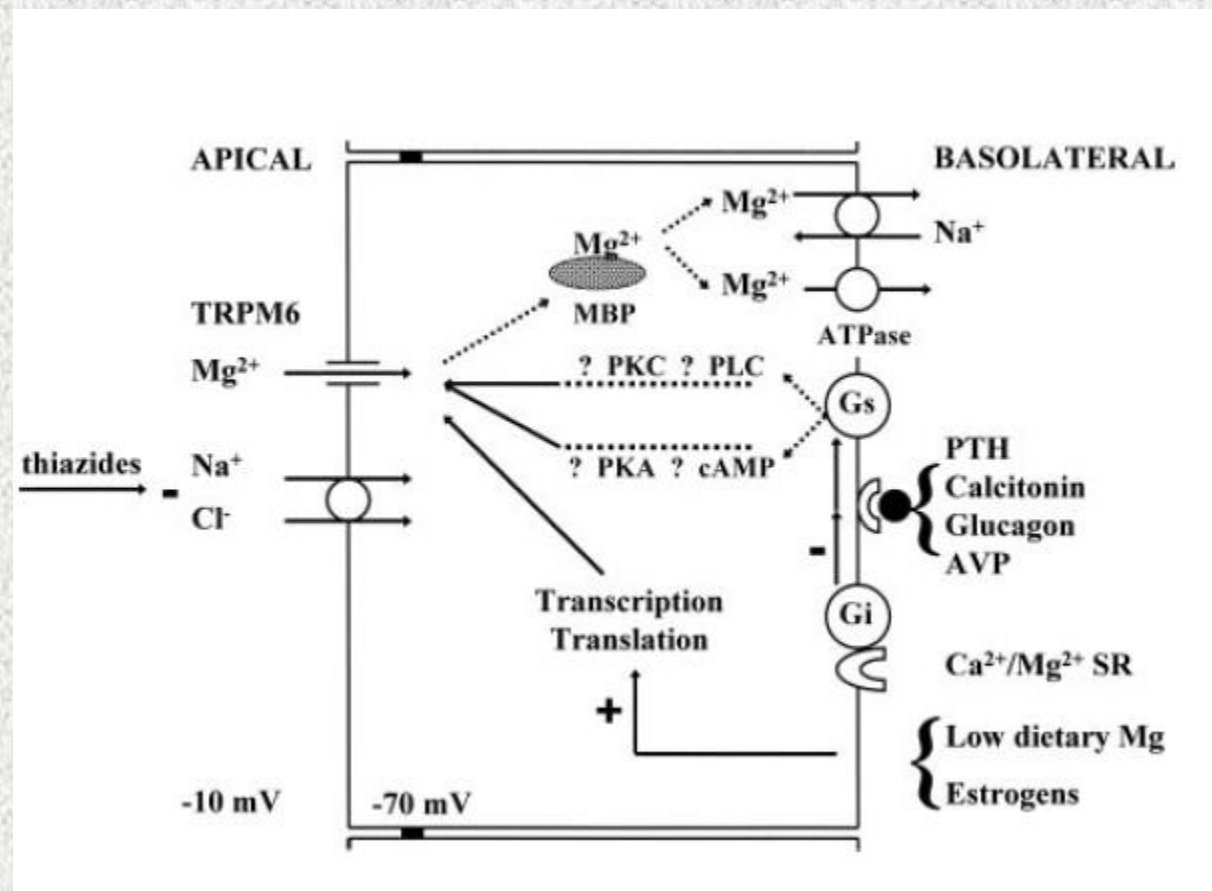 APICAL
BASOLATERAL
Mg²⁺
Na⁺
Mg²⁺
MBP
Mg²⁺
ATPase
TRPM6
Mg²⁺
? PKC ? PLC
Gs
? PKA ? cAMP
thiazides
-
Na⁺
Cl⁻
PTH
Calcitonin
Glucagon
AVP
-
Gi
Transcription
Translation
Ca²⁺/Mg²⁺ SR
+
Low dietary Mg
Estrogens
-10 mV
-70 mV